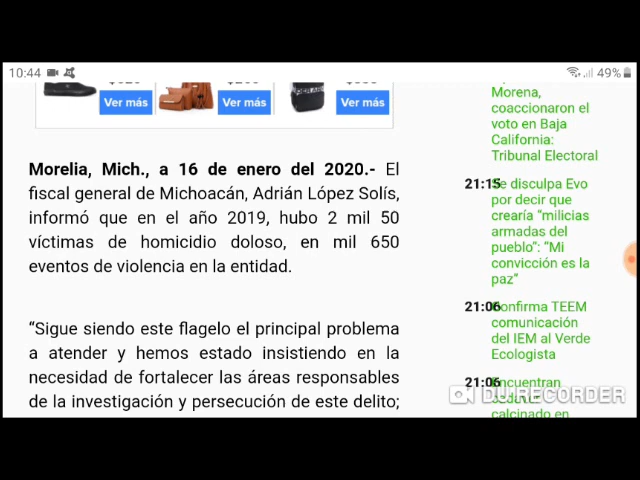 10:44
49%
Ver más
Ver más
Ver más
Morelia, Mich., a 16 de enero del 2020.- El
fiscal general de Michoacán, Adrián López Solís,
informó que en el año 2019, hubo 2 mil 50
víctimas de homicidio doloso, en mil 650
eventos de violencia en la entidad.
“Sigue siendo este flagelo el principal problema
a atender y hemos estado insistiendo en la
necesidad de fortalecer las áreas responsables
de la investigación y persecución de este delito;
Morena,
coaccionaron el
voto en Baja
California:
Tribunal Electoral
21:15
Se disculpa Evo
por decir que
crearía “milicias
armadas del
pueblo”: “Mi
convicción es la
paz”
21:06
Confirma TEEM
comunicación
del IEM al Verde
Ecologista
21:06
Encuentran
cadáver
calcinado en
DU RECORDER